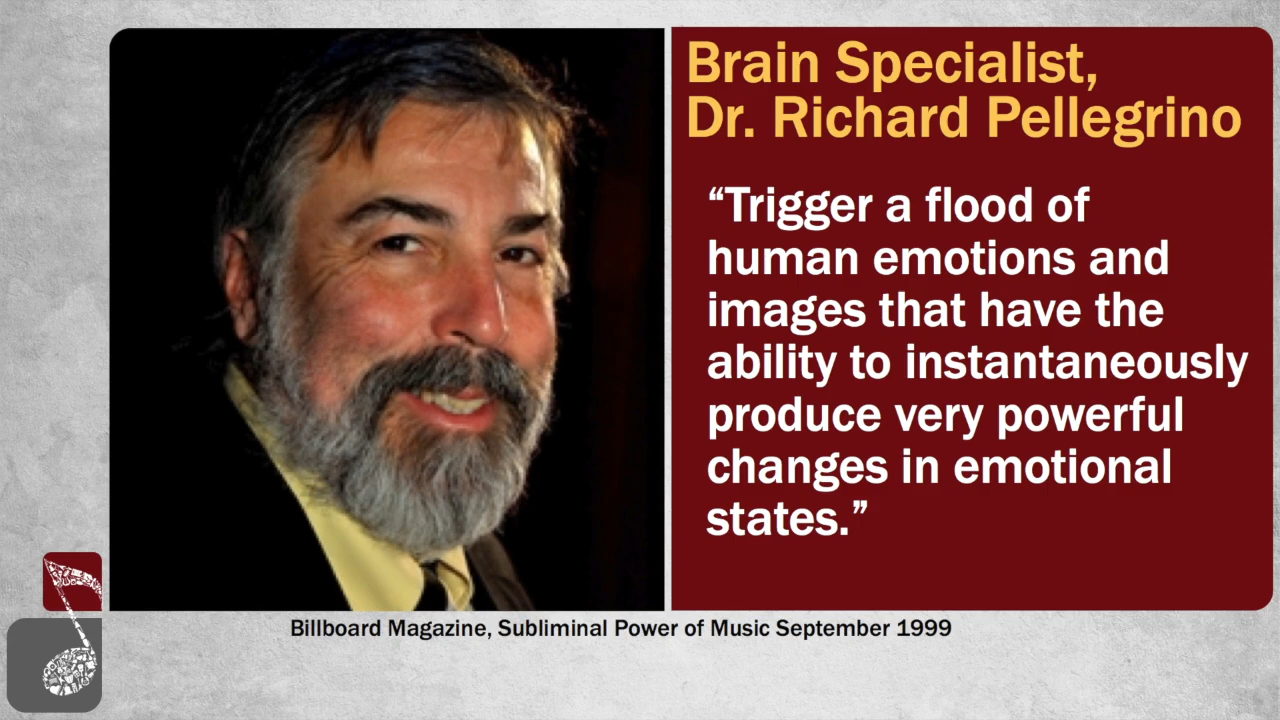 Brain Specialist,
Dr. Richard Pellegrino
“Trigger a flood of
human emotions and
images that have the
ability to instantaneously
produce very powerful
changes in emotional
states.”
Billboard Magazine, Subliminal Power of Music September 1999